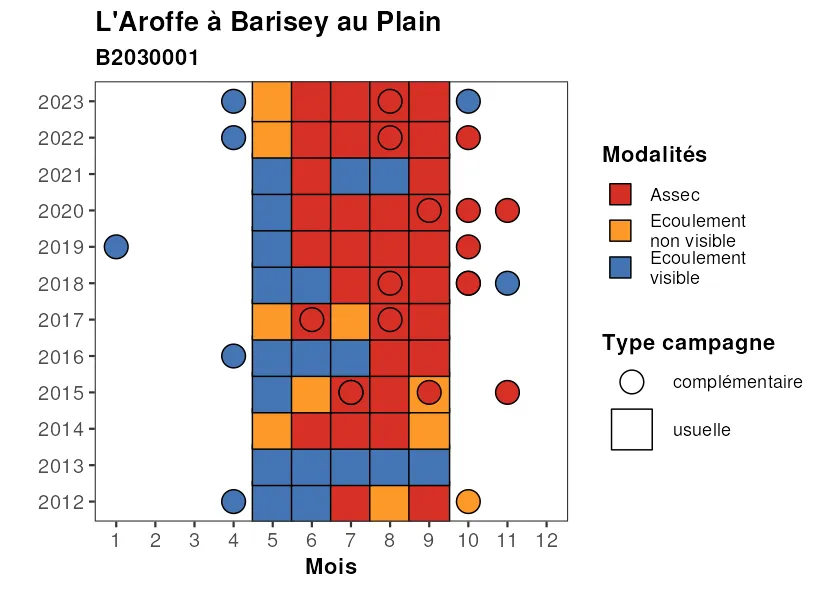 L'Aroffe à Barisey au Plain
B2030001
2023
2022
2021
2020
2019
2018
2017
2016
2015
2014
2013
2012
1 2 3 4 5 6 7 8 9 10 11 12
Mois
Modalités
Assec
Ecoulement
non visible
Ecoulement
visible
Type campagne
complémentaire
usuelle